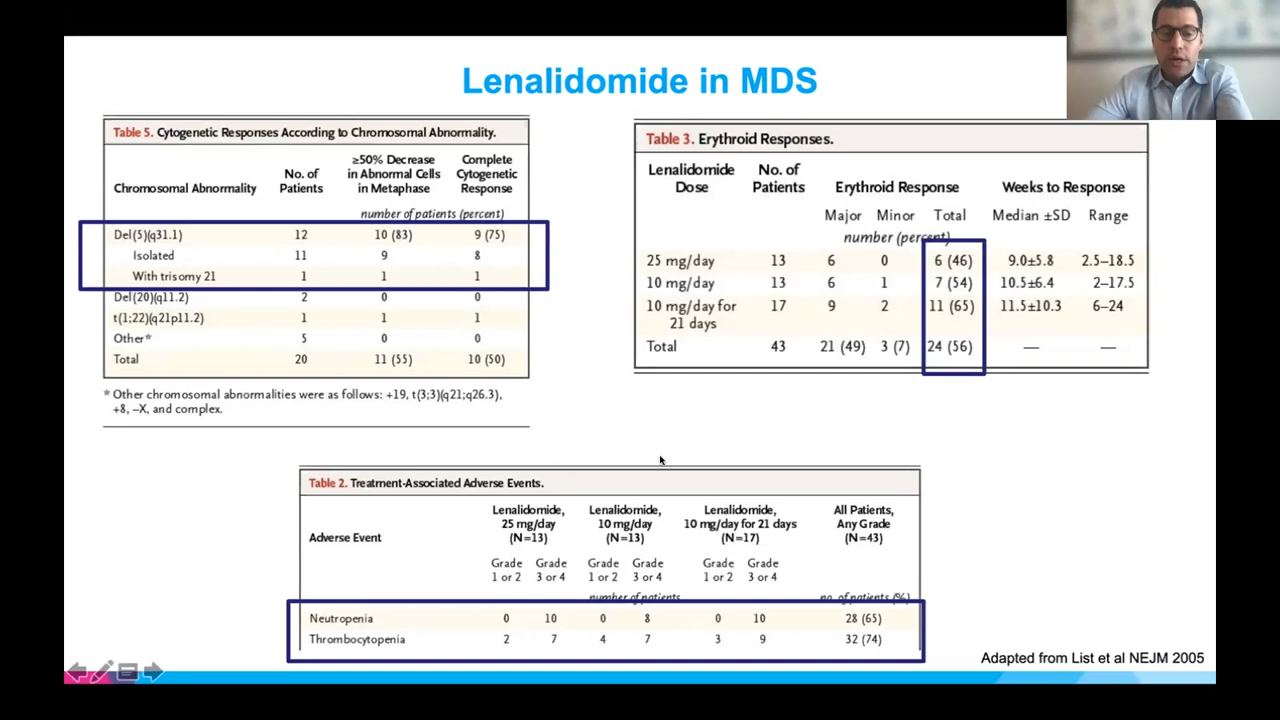 Lenalidomide in MDS
Table 5. Cytogenetic Responses According to Chromosomal Abnormality.
Chromosomal Abnormality
No. of
Patients
≥50% Decrease
in Abnormal Cells
in Metaphase
Complete
Cytogenetic
Response
number of patients (percent)
Del(5)(q31.1) 12 10 (83) 9 (75)
Isolated 11 9 8
With trisomy 21 1 1 1
Del(20)(q11.2) 2 0 0
t(1;22)(q21p11.2) 1 1 1
Other* 5 0 0
Total 20 11 (55) 10 (50)
* Other chromosomal abnormalities were as follows: +19, t(3;3)(q21;q26.3),
+8, –X, and complex.
Table 3. Erythroid Responses.
Lenalidomide
Dose
No. of
Patients
Erythroid Response
Weeks to Response
Major Minor Total Median ±SD Range
number (percent)
25 mg/day 13 6 0 6 (46) 9.0±5.8 2.5–18.5
10 mg/day 13 6 1 7 (54) 10.5±6.4 2–17.5
10 mg/day for 17 9 2 11 (65) 11.5±10.3 6–24
21 days
Total 43 21 (49) 3 (7) 24 (56) — —
Table 2. Treatment-Associated Adverse Events.
Adverse Event
Lenalidomide,
25 mg/day
(N=13)
Lenalidomide,
10 mg/day
(N=13)
Lenalidomide,
10 mg/day for 21 days
(N=17)
All Patients,
Any Grade
(N=43)
Grade Grade Grade Grade Grade Grade
1 or 2 3 or 4 1 or 2 3 or 4 1 or 2 3 or 4
number of patients no. of patients (%)
Neutropenia 0 10 0 8 0 10 28 (65)
Thrombocytopenia 2 7 4 7 3 9 32 (74)
Adapted from List et al NEJM 2005